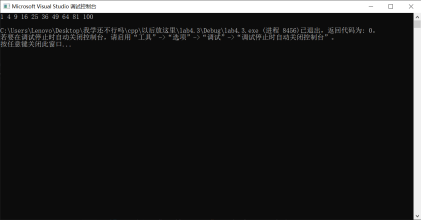 Microsoft Visual Studio 调试控制台
1 4 9 16 25 36 49 64 81 100
C:\Users\Lenovo\Desktop\我学还不行吗\cpp\以后放这里\lab4.3\Debug\lab4.3.exe (进程 8456)已退出，返回代码为: 0。
若要在调试停止时自动关闭控制台，请启用“工具”->“选项”->“调试”->“调试停止时自动关闭控制台”。
按任意键关闭此窗口...